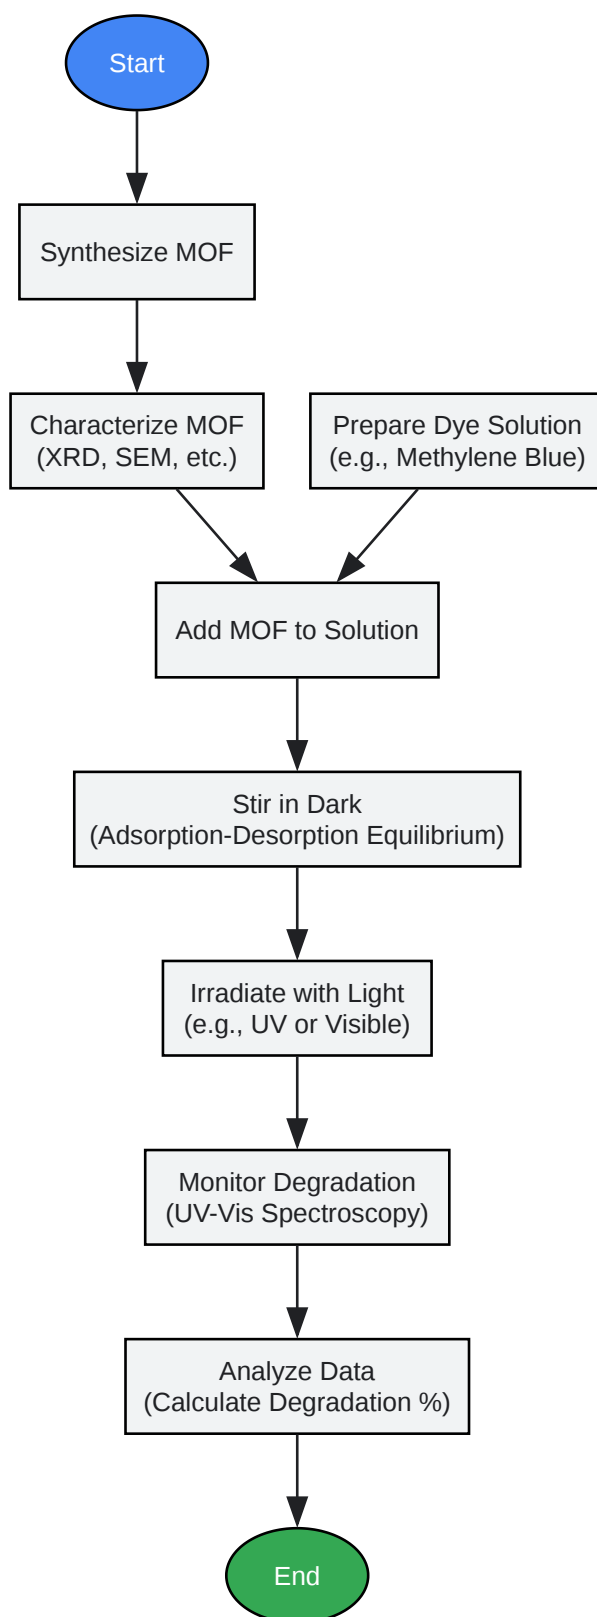 Start
Synthesize MOF
Characterize MOF
(XRD, SEM, etc.)
Prepare Dye Solution
(e.g., Methylene Blue)
Add MOF to Solution
Stir in Dark
(Adsorption-Desorption Equilibrium)
Irradiate with Light
(e.g., UV or Visible)
Monitor Degradation
(UV-Vis Spectroscopy)
Analyze Data
(Calculate Degradation %)
End